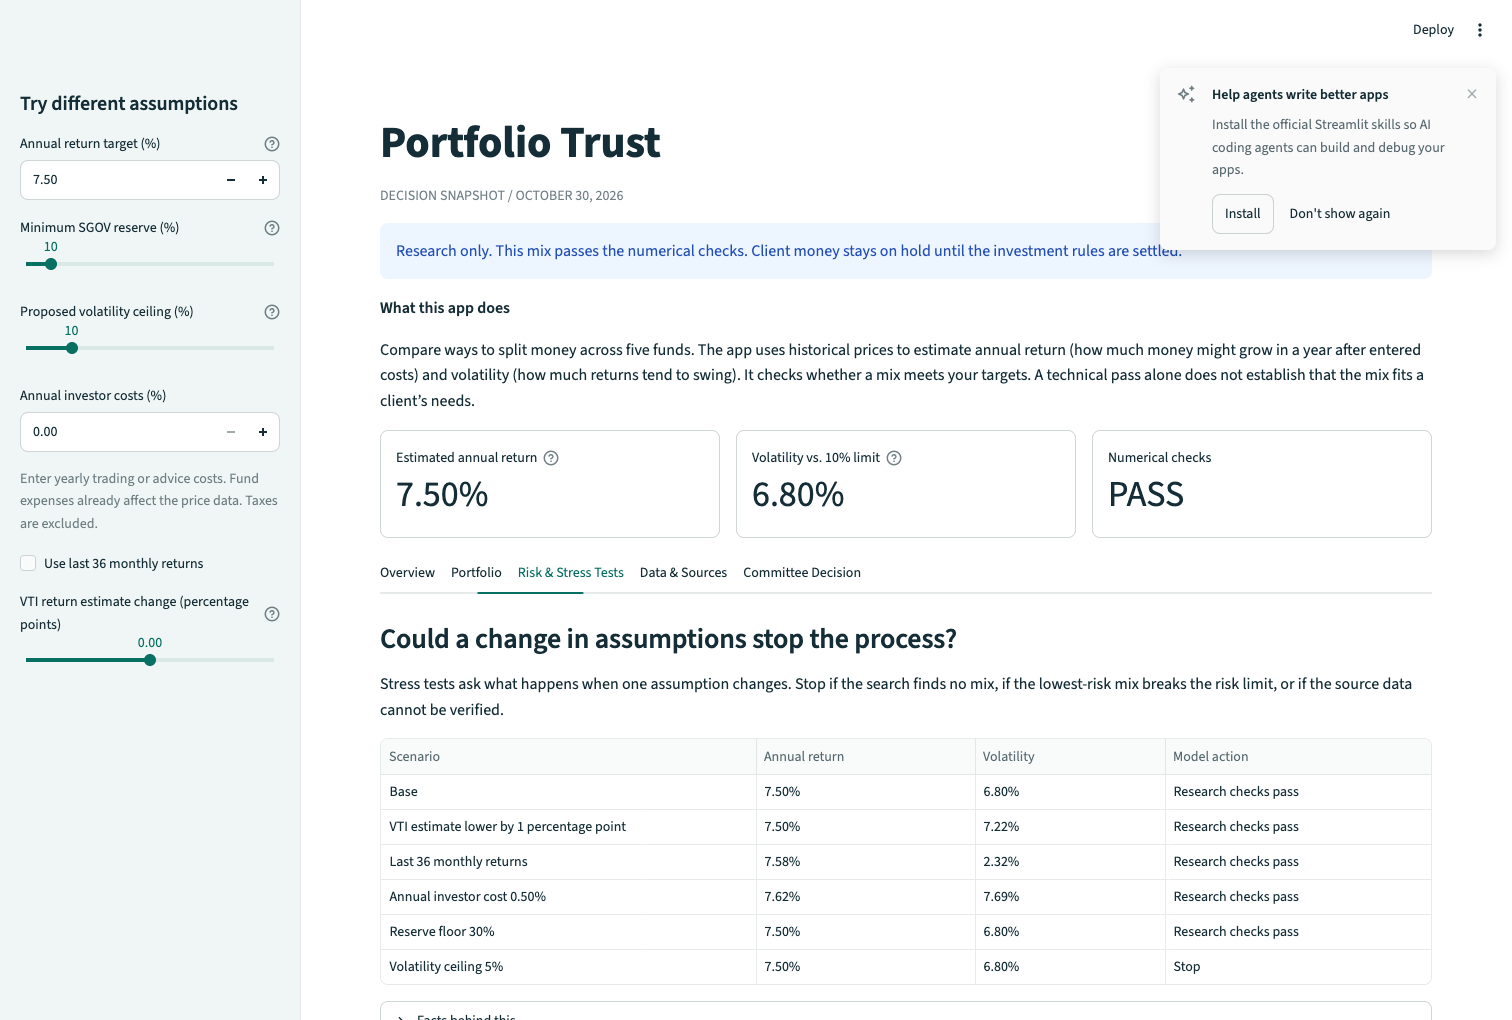 Deploy
Try different assumptions
Annual return target (%)
7.50
Minimum SGOV reserve (%)
10
Proposed volatility ceiling (%)
10
Annual investor costs (%)
0.00
Enter yearly trading or advice costs. Fund
expenses already affect the price data. Taxes
are excluded.
Use last 36 monthly returns
VTI return estimate change (percentage
points)
0.00
Help agents write better apps
Install the official Streamlit skills so AI
coding agents can build and debug your
apps.
Install Don't show again
Portfolio Trust
DECISION SNAPSHOT / OCTOBER 30, 2026
Research only. This mix passes the numerical checks. Client money stays on hold until the investment rules are settled.
What this app does
Compare ways to split money across five funds. The app uses historical prices to estimate annual return (how much money might grow in a year after entered
costs) and volatility (how much returns tend to swing). It checks whether a mix meets your targets. A technical pass alone does not establish that the mix fits a
client’s needs.
Estimated annual return
7.50%
Volatility vs. 10% limit
6.80%
Numerical checks
PASS
Overview Portfolio Risk & Stress Tests Data & Sources Committee Decision
Could a change in assumptions stop the process?
Stress tests ask what happens when one assumption changes. Stop if the search finds no mix, if the lowest-risk mix breaks the risk limit, or if the source data
cannot be verified.
Scenario Annual return Volatility Model action
Base 7.50% 6.80% Research checks pass
VTI estimate lower by 1 percentage point 7.50% 7.22% Research checks pass
Last 36 monthly returns 7.58% 2.32% Research checks pass
Annual investor cost 0.50% 7.62% 7.69% Research checks pass
Reserve floor 30% 7.50% 6.80% Research checks pass
Volatility ceiling 5% 7.50% 6.80% Stop
Facts behind this